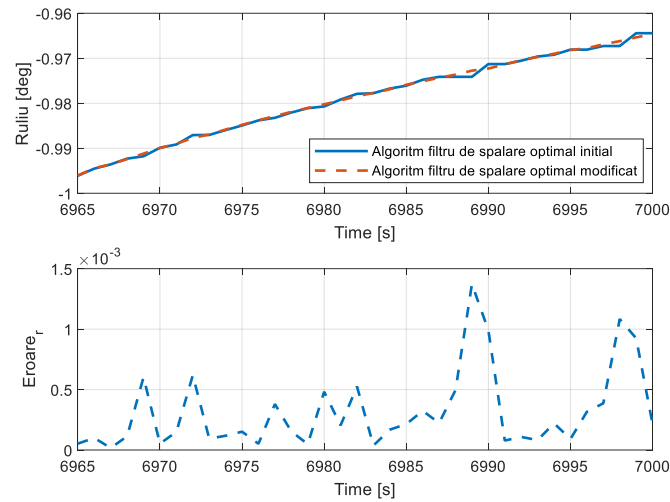 -0.96
-0.97
-0.98
-0.99
-1
Ruliu [deg]
Algoritm filtru de spalare optimal initial
Algoritm filtru de spalare optimal modificat
6965 6970 6975 6980 6985 6990 6995 7000
Time [s]
×10^-3
1.5
1
0.5
0
Eroare_r
6965 6970 6975 6980 6985 6990 6995 7000
Time [s]